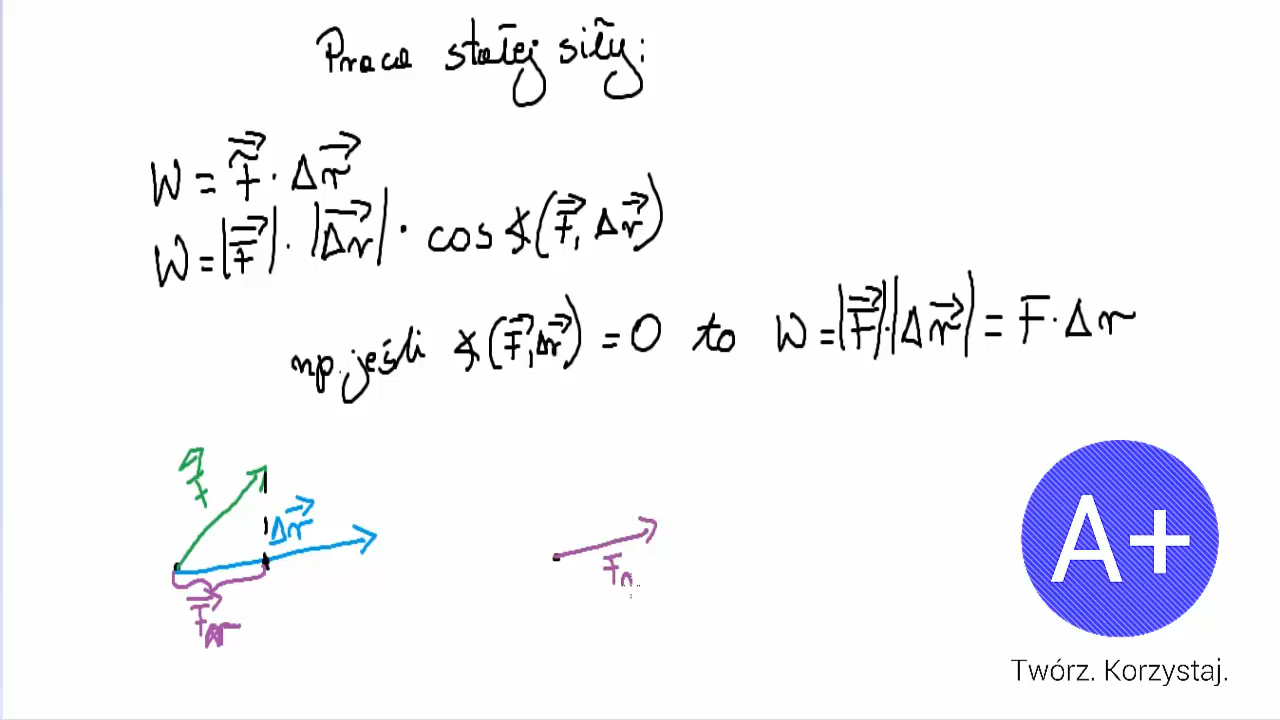 Praca stałej siły:
W = F⃗ · Δr⃗
W = |F⃗| · |Δr⃗| · cos∢(F⃗, Δr⃗)
np. jeśli ∢(F⃗, Δr⃗) = 0 to W = |F⃗|·|Δr⃗| = F · Δr
F⃗
Δr⃗
F⃗Δr
A+
Twórz. Korzystaj.